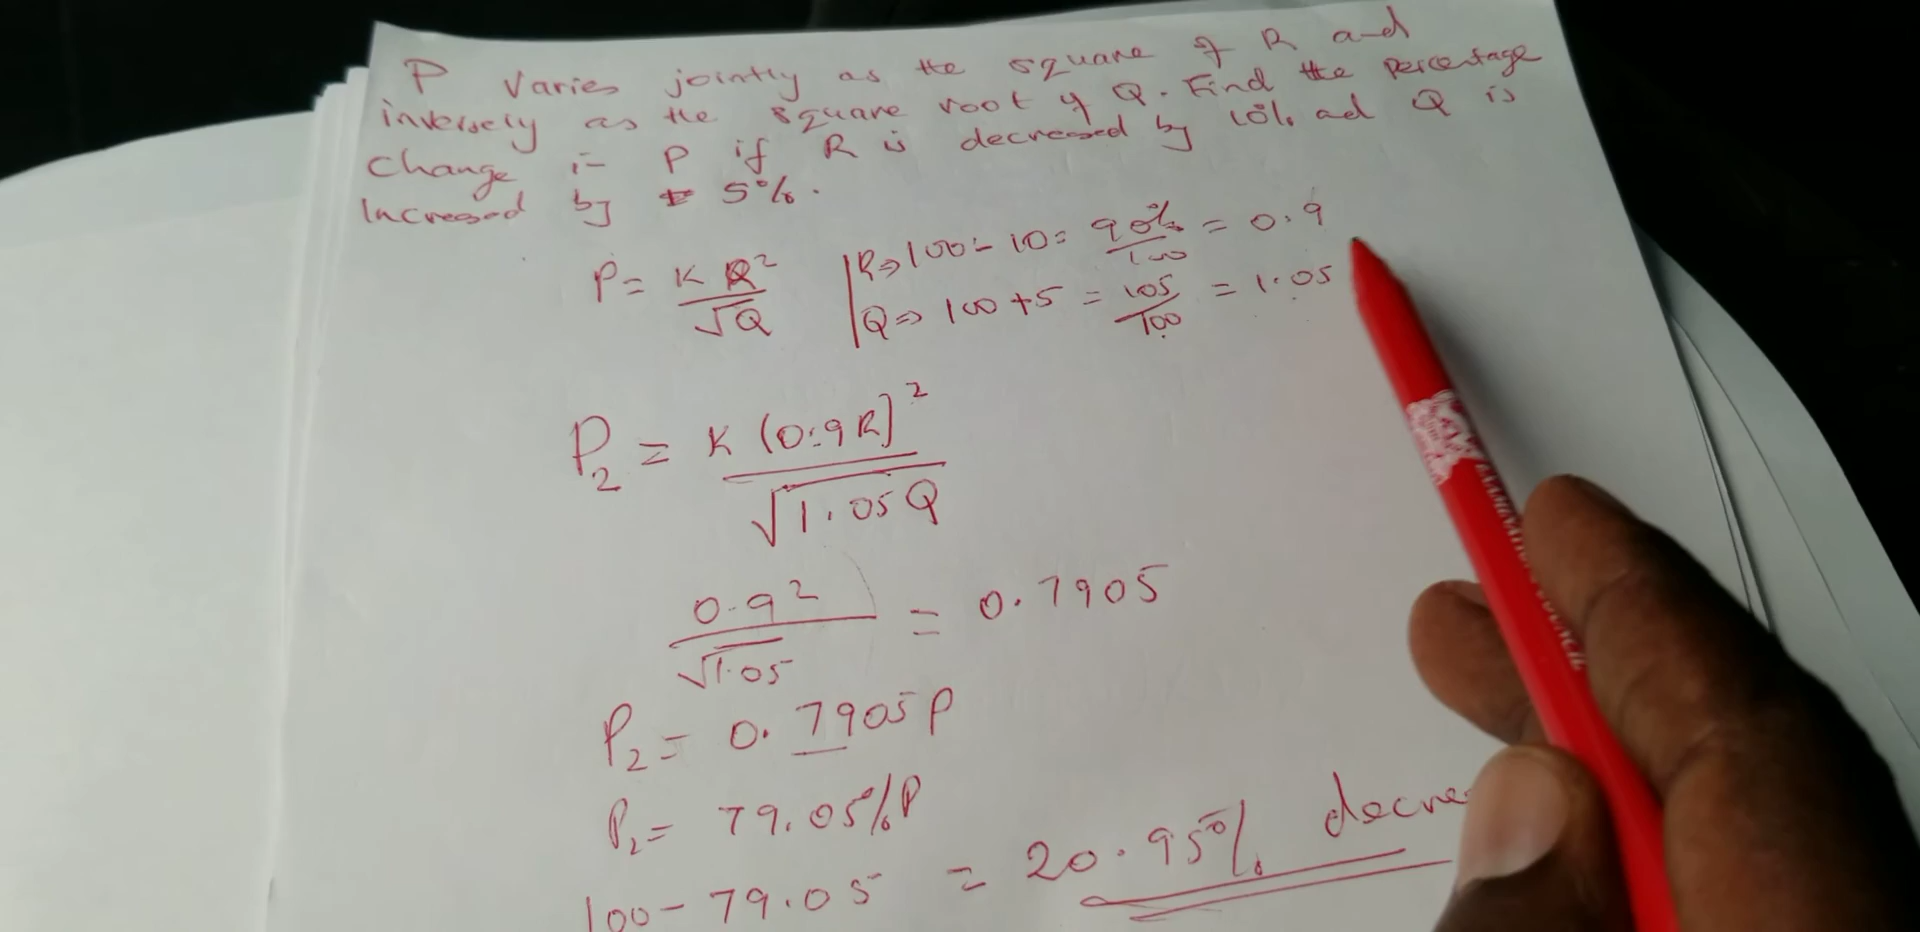 P varies jointly as the square of R and
inversely as the square root of Q. Find the percentage
change in P if R is decreased by 10% ad Q is
Increased by 5%.
P = K R² / √Q
R ⇒ 100 - 10 = 90% / 100 = 0.9
Q ⇒ 100 + 5 = 105 / 100 = 1.05
P₂ = K (0.9R]² / √1.05Q
0.9² / √1.05 = 0.7905
P₂ = 0.7905P
P₂ = 79.05% P
100 - 79.05 = 20.95% decre